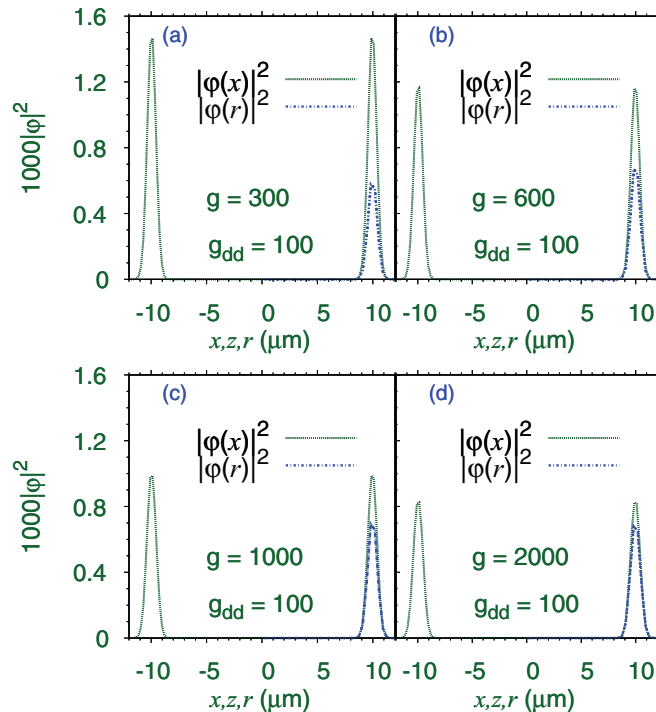 (a) (b)
1.6
1.2
0.8
0.4
0
1000|φ|²
|φ(x)|² |φ(x)|²
|φ(r)|² |φ(r)|²
g = 300 g = 600
g_dd = 100 g_dd = 100
-10 -5 0 5 10 -10 -5 0 5 10
x,z,r (μm) x,z,r (μm)
(c) (d)
1.6
1.2
0.8
0.4
0
1000|φ|²
|φ(x)|² |φ(x)|²
|φ(r)|² |φ(r)|²
g = 1000 g = 2000
g_dd = 100 g_dd = 100
-10 -5 0 5 10 -10 -5 0 5 10
x,z,r (μm) x,z,r (μm)